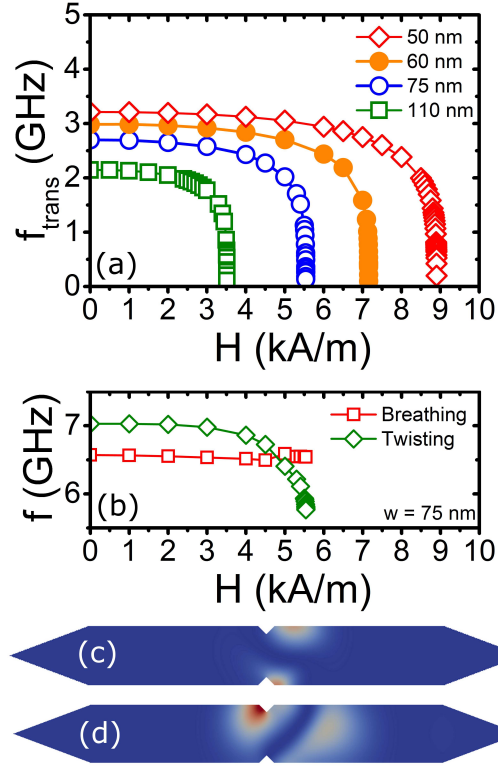 5
4
3
2
1
0
f_trans (GHz)
50 nm
60 nm
75 nm
110 nm
(a)
0 1 2 3 4 5 6 7 8 9 10
H (kA/m)
7
6
f (GHz)
Breathing
Twisting
(b)
w = 75 nm
0 1 2 3 4 5 6 7 8 9 10
H (kA/m)
(c)
(d)